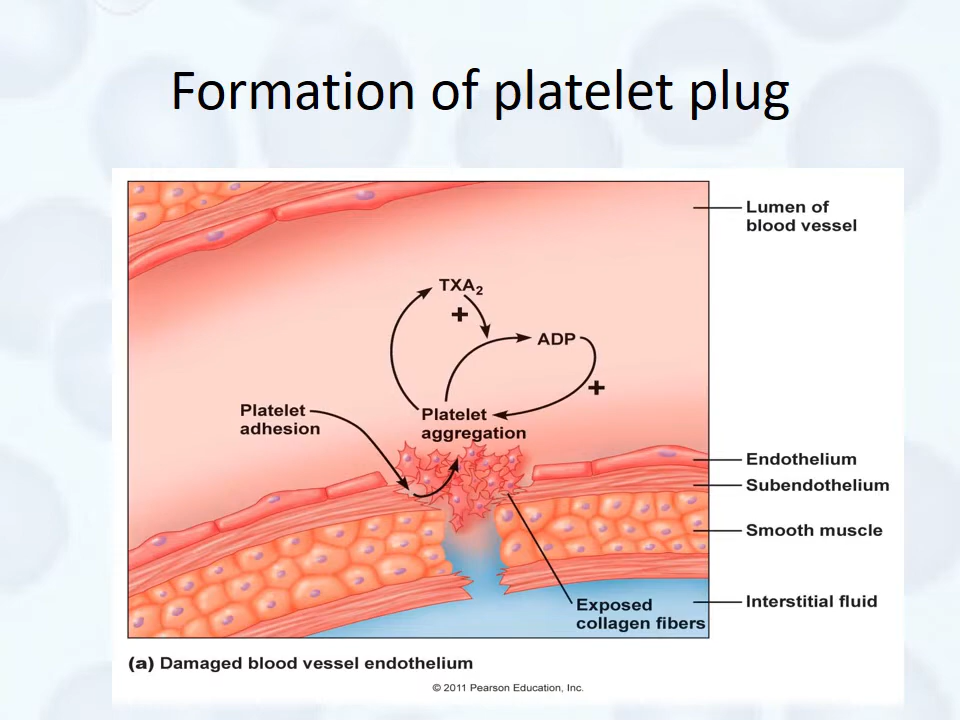 Formation of platelet plug
Lumen of
blood vessel
TXA₂
+
ADP
+
Platelet
adhesion
Platelet
aggregation
Endothelium
Subendothelium
Smooth muscle
Interstitial fluid
Exposed
collagen fibers
(a) Damaged blood vessel endothelium
© 2011 Pearson Education, Inc.